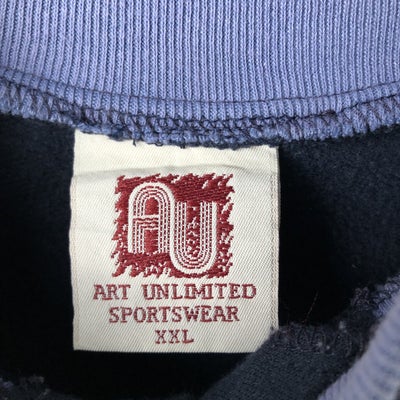 AU
ART UNLIMITED
SPORTSWEAR
XXL